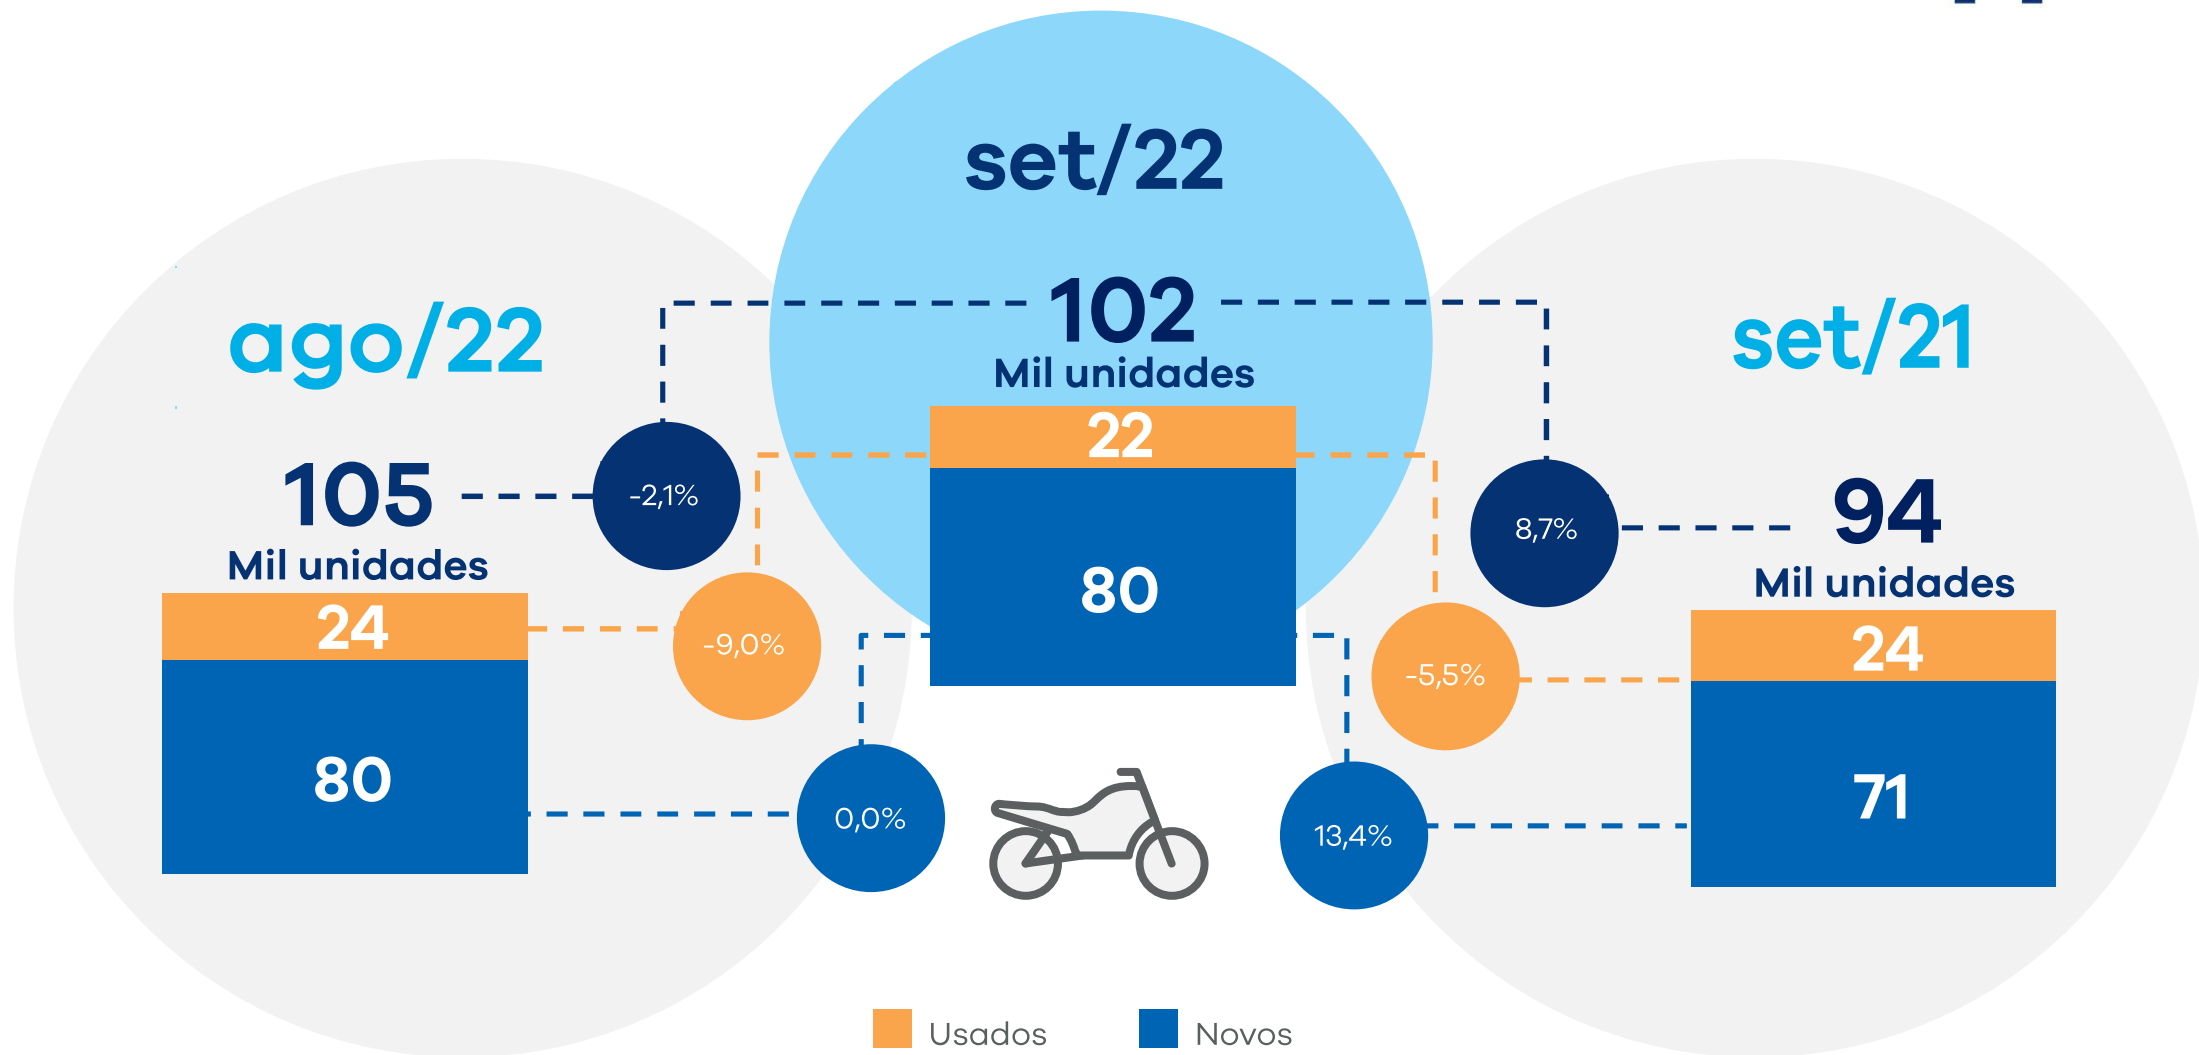 set/22
102
Mil unidades
22
80
ago/22
105
Mil unidades
24
80
set/21
94
Mil unidades
24
71
-2,1%
-9,0%
0,0%
8,7%
-5,5%
13,4%
Usados
Novos